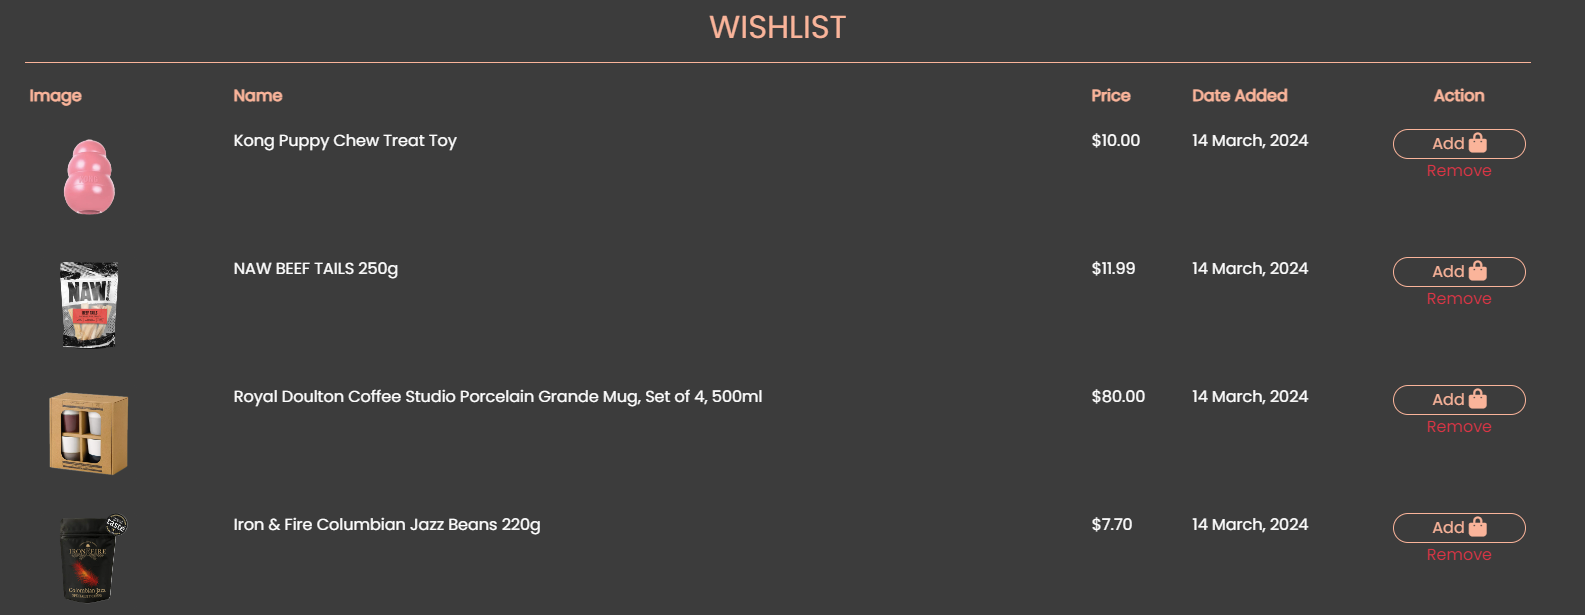 WISHLIST
Image Name Price Date Added Action
Kong Puppy Chew Treat Toy $10.00 14 March, 2024 Add
Remove
NAW BEEF TAILS 250g $11.99 14 March, 2024 Add
Remove
NAW!
Royal Doulton Coffee Studio Porcelain Grande Mug, Set of 4, 500ml $80.00 14 March, 2024 Add
Remove
Iron & Fire Columbian Jazz Beans 220g $7.70 14 March, 2024 Add
Remove
taste
IRON & FIRE
Colombian Jazz